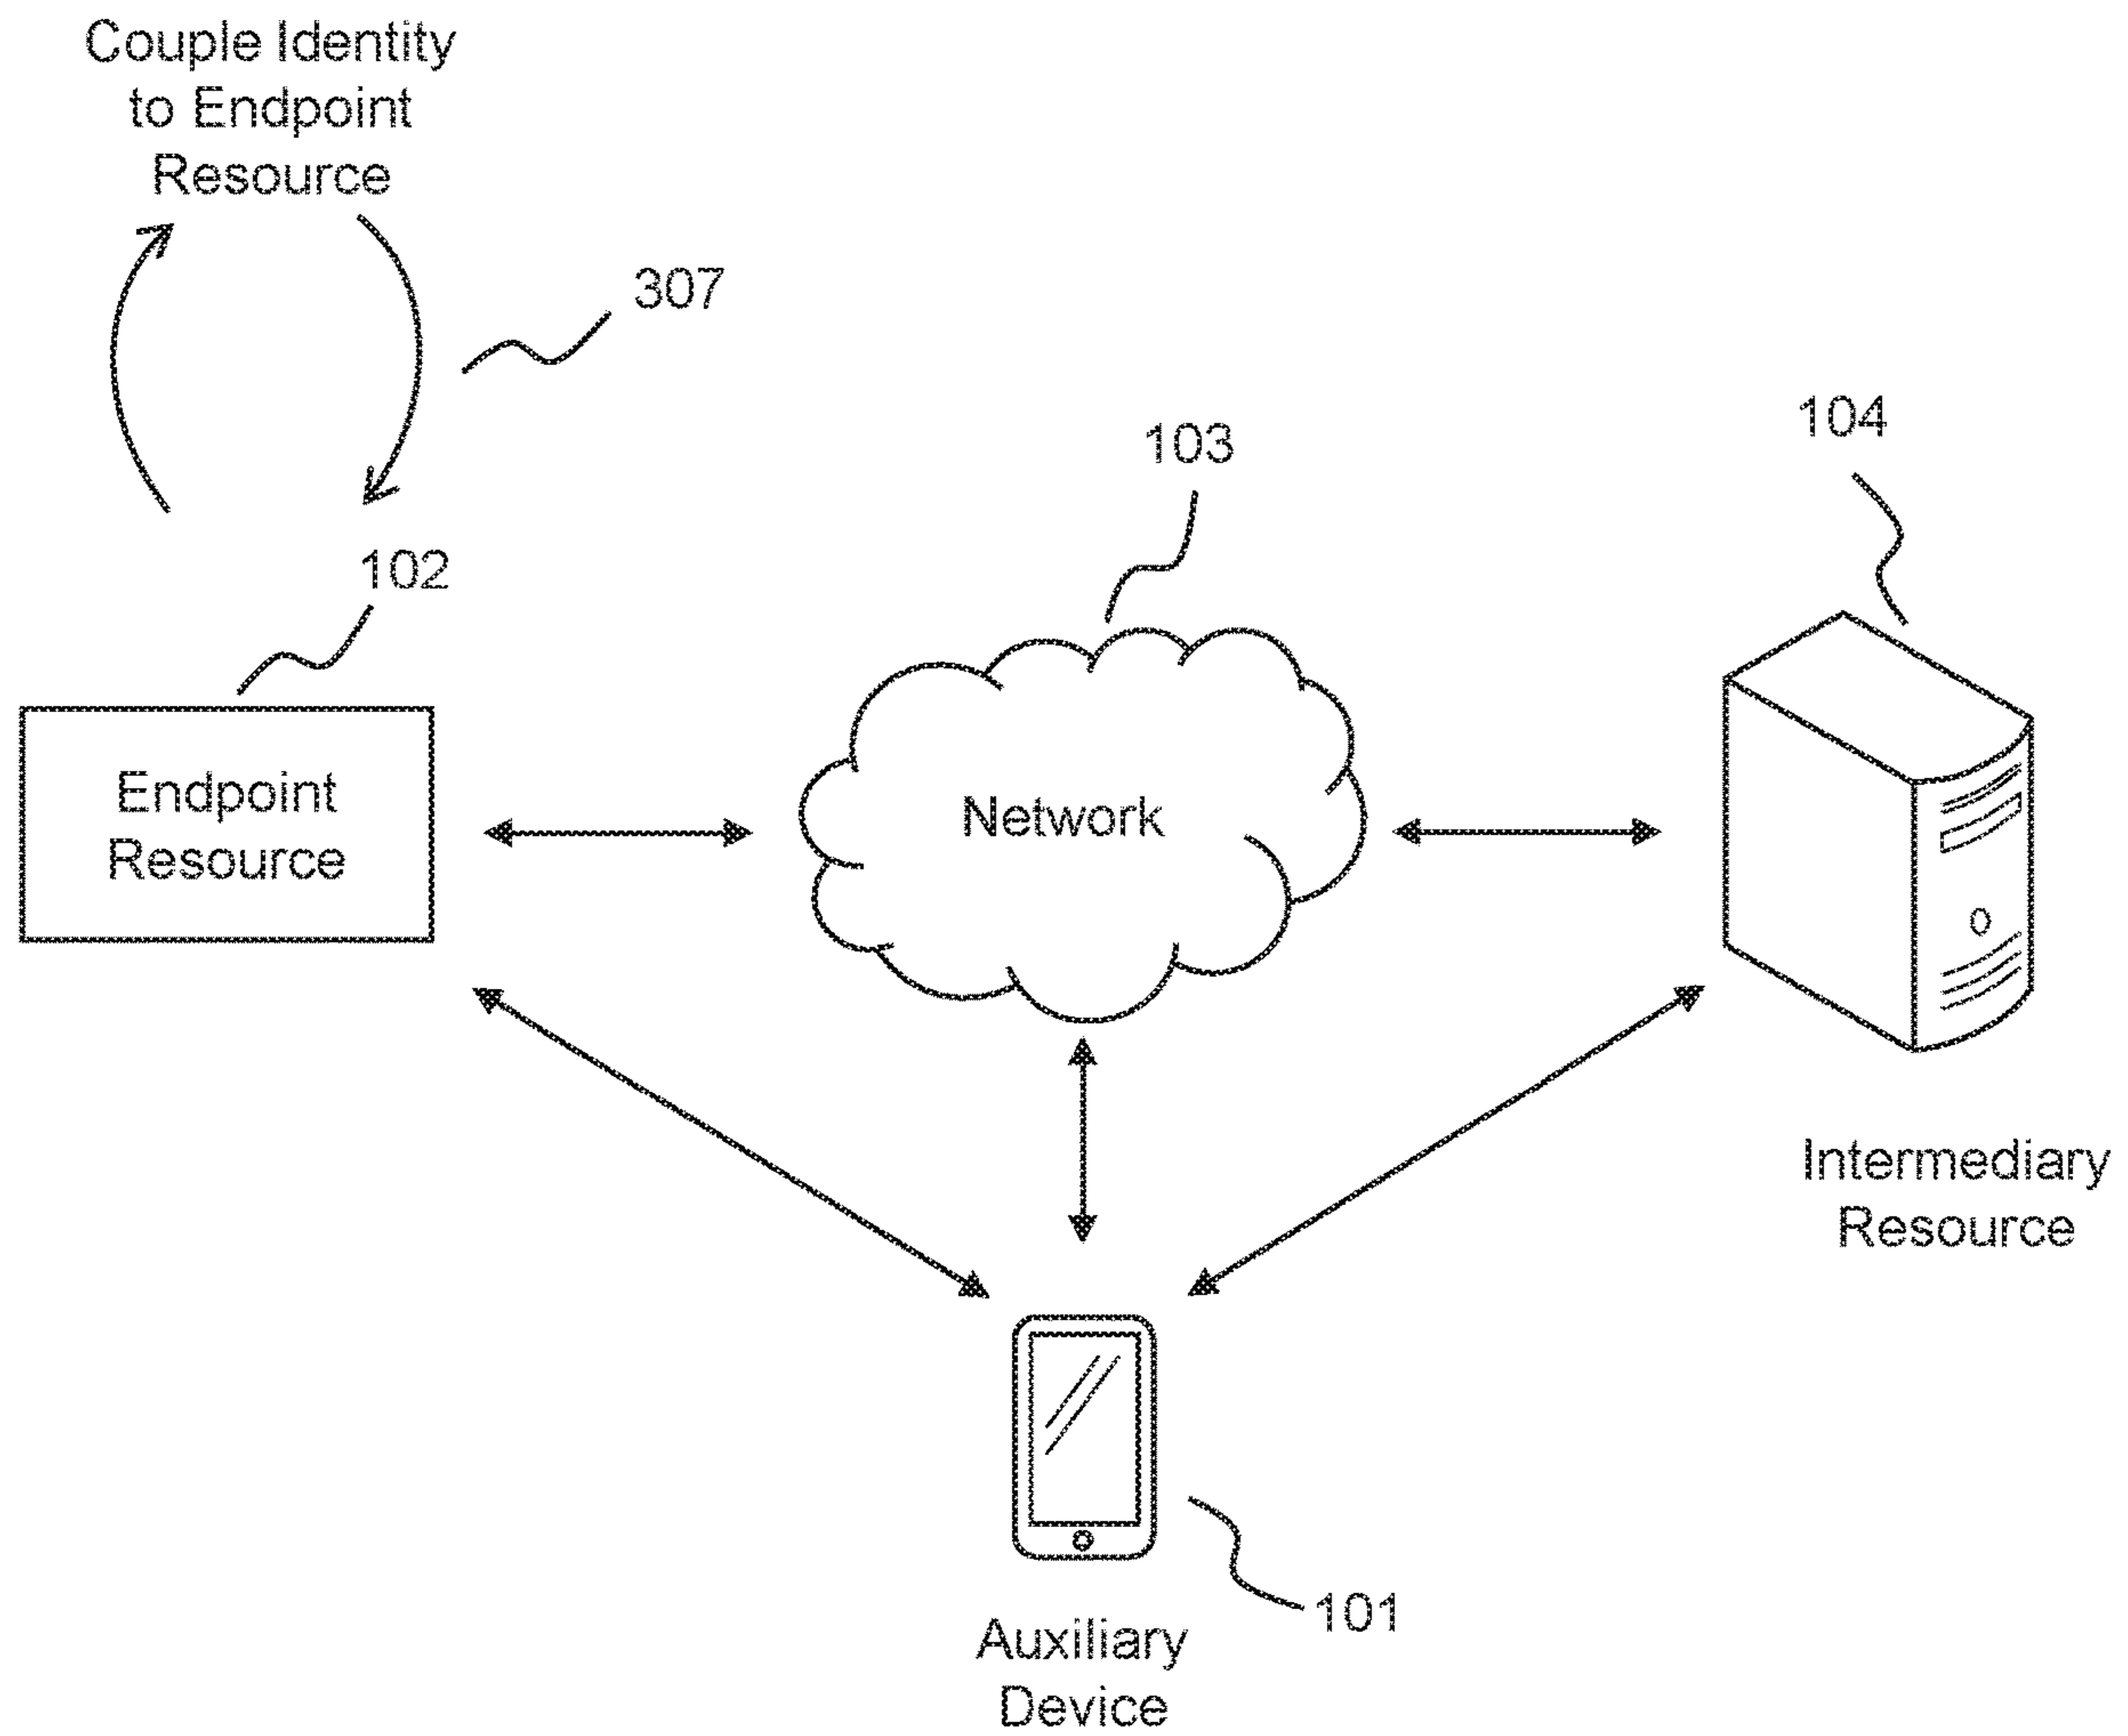 Couple Identity
to Endpoint
Resource
307
103
104
102
Endpoint
Resource
Network
Intermediary
Resource
101
Auxiliary
Device